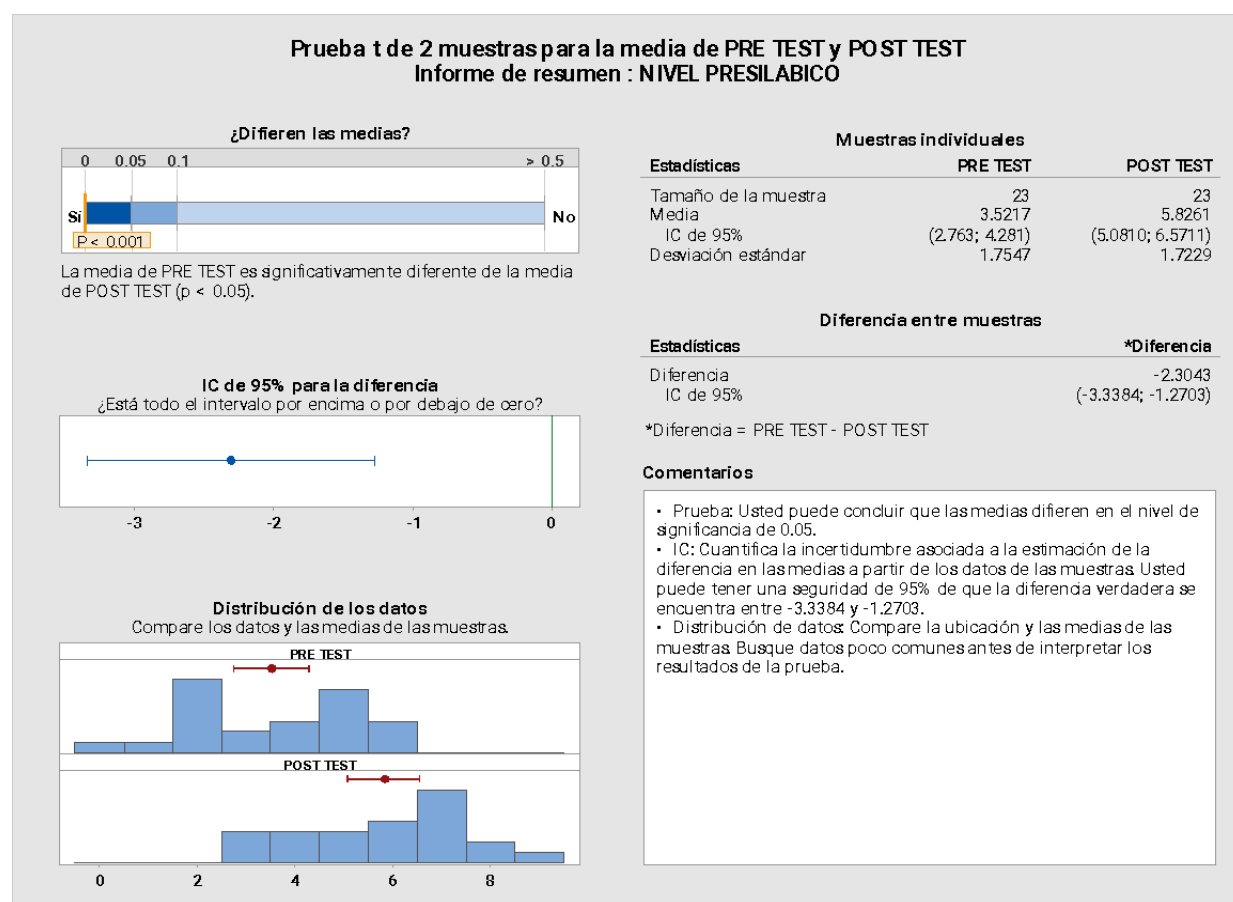 Prueba t de 2 muestras para la media de PRE TEST y POST TEST
Informe de resumen : NIVEL PRESILABICO
¿Difieren las medias?
0 0.05 0.1 > 0.5
Sí No
P < 0.001
La media de PRE TEST es significativamente diferente de la media
de POST TEST (p < 0.05).
IC de 95% para la diferencia
¿Está todo el intervalo por encima o por debajo de cero?
-3 -2 -1 0
Distribución de los datos
Compare los datos y las medias de las muestras.
PRE TEST
POST TEST
0 2 4 6 8
Muestras individuales
Estadísticas PRE TEST POST TEST
Tamaño de la muestra 23 23
Media 3.5217 5.8261
IC de 95% (2.763; 4.281) (5.0810; 6.5711)
Desviación estándar 1.7547 1.7229
Diferencia entre muestras
Estadísticas *Diferencia
Diferencia -2.3043
IC de 95% (-3.3384; -1.2703)
*Diferencia = PRE TEST - POST TEST
Comentarios
• Prueba: Usted puede concluir que las medias difieren en el nivel de
significancia de 0.05.
• IC: Cuantifica la incertidumbre asociada a la estimación de la
diferencia en las medias a partir de los datos de las muestras. Usted
puede tener una seguridad de 95% de que la diferencia verdadera se
encuentra entre -3.3384 y -1.2703.
• Distribución de datos: Compare la ubicación y las medias de las
muestras. Busque datos poco comunes antes de interpretar los
resultados de la prueba.